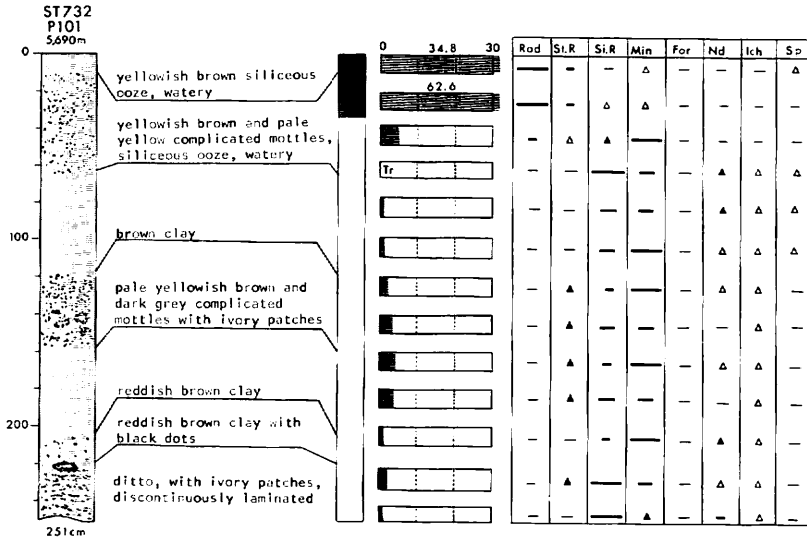 ST 732
P101
5,690m
0
100
200
251cm
yellowish brown siliceous
ooze, watery
yellowish brown and pale
yellow complicated mottles,
siliceous ooze, watery
brown clay
pale yellowish brown and
dark grey complicated
mottles with ivory patches
reddish brown clay
reddish brown clay with
black dots
ditto, with ivory patches,
discontinuously laminated
0 34.8 30
62.6
Tr
Rad St.R Si.R Min For Nd Ich Sp